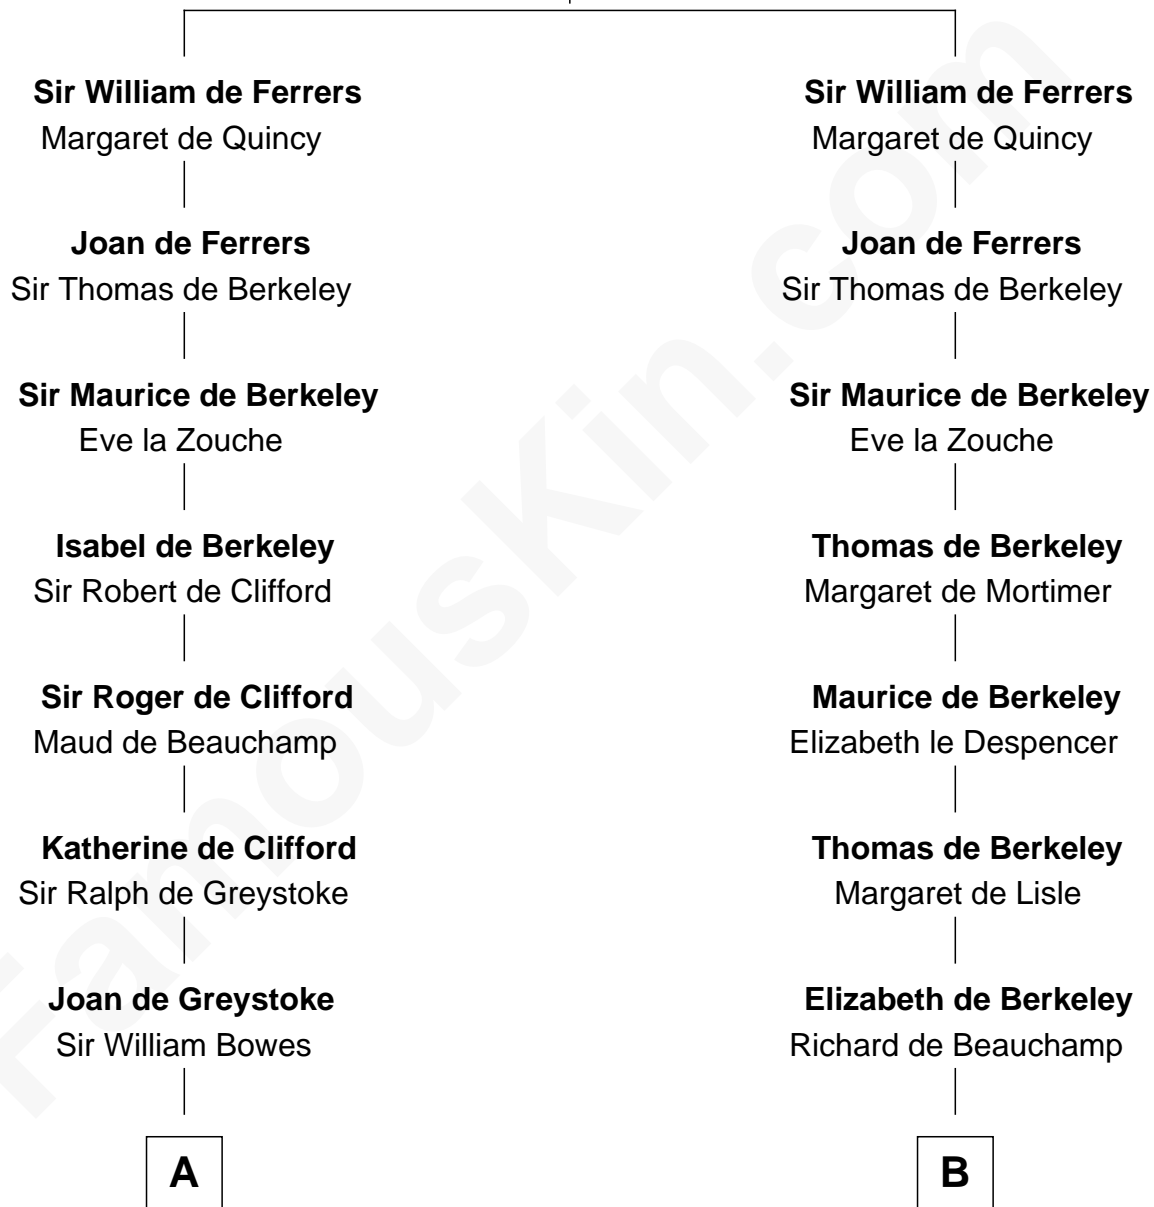 Sir William de Ferrers
Margaret de Quincy
Joan de Ferrers
Sir Thomas de Berkeley
Sir Maurice de Berkeley
Eve la Zouche
Isabel de Berkeley
Sir Robert de Clifford
Sir Roger de Clifford
Maud de Beauchamp
Katherine de Clifford
Sir Ralph de Greystoke
Joan de Greystoke
Sir William Bowes
A
Sir William de Ferrers
Margaret de Quincy
Joan de Ferrers
Sir Thomas de Berkeley
Sir Maurice de Berkeley
Eve la Zouche
Thomas de Berkeley
Margaret de Mortimer
Maurice de Berkeley
Elizabeth le Despencer
Thomas de Berkeley
Margaret de Lisle
Elizabeth de Berkeley
Richard de Beauchamp
B
FamousKin.com